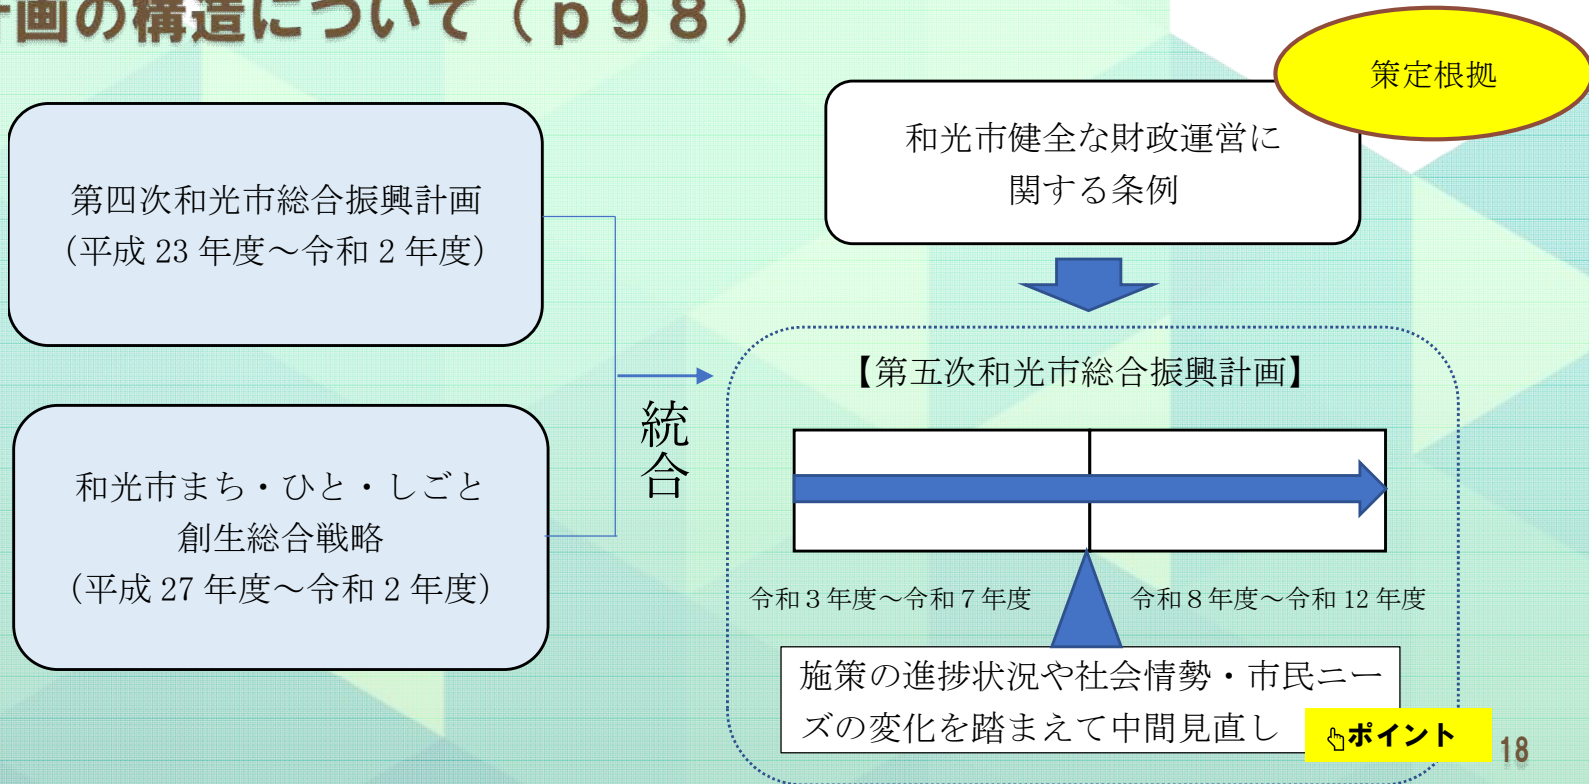 計画の構造について（ｐ９８）
策定根拠
和光市健全な財政運営に
関する条例
第四次和光市総合振興計画
（平成 23 年度～令和 2 年度）
和光市まち・ひと・しごと
創生総合戦略
（平成 27 年度～令和 2 年度）
統
合
【第五次和光市総合振興計画】
令和３年度～令和７年度
令和８年度～令和 12 年度
施策の進捗状況や社会情勢・市民ニー
ズの変化を踏まえて中間見直し
ポイント
18